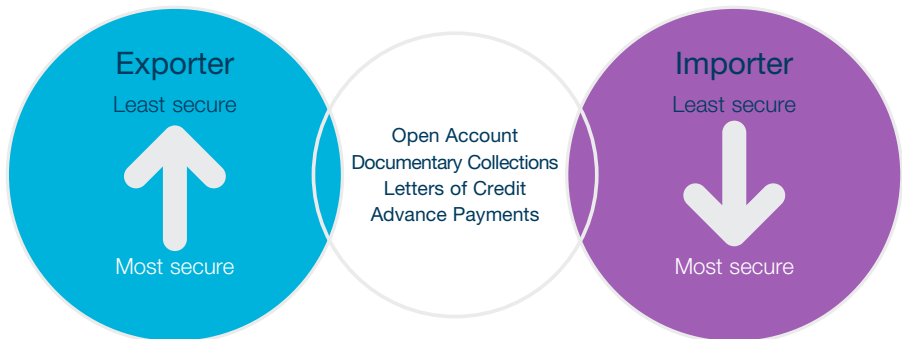 Exporter
Least secure
Most secure
Open Account
Documentary Collections
Letters of Credit
Advance Payments
Importer
Least secure
Most secure